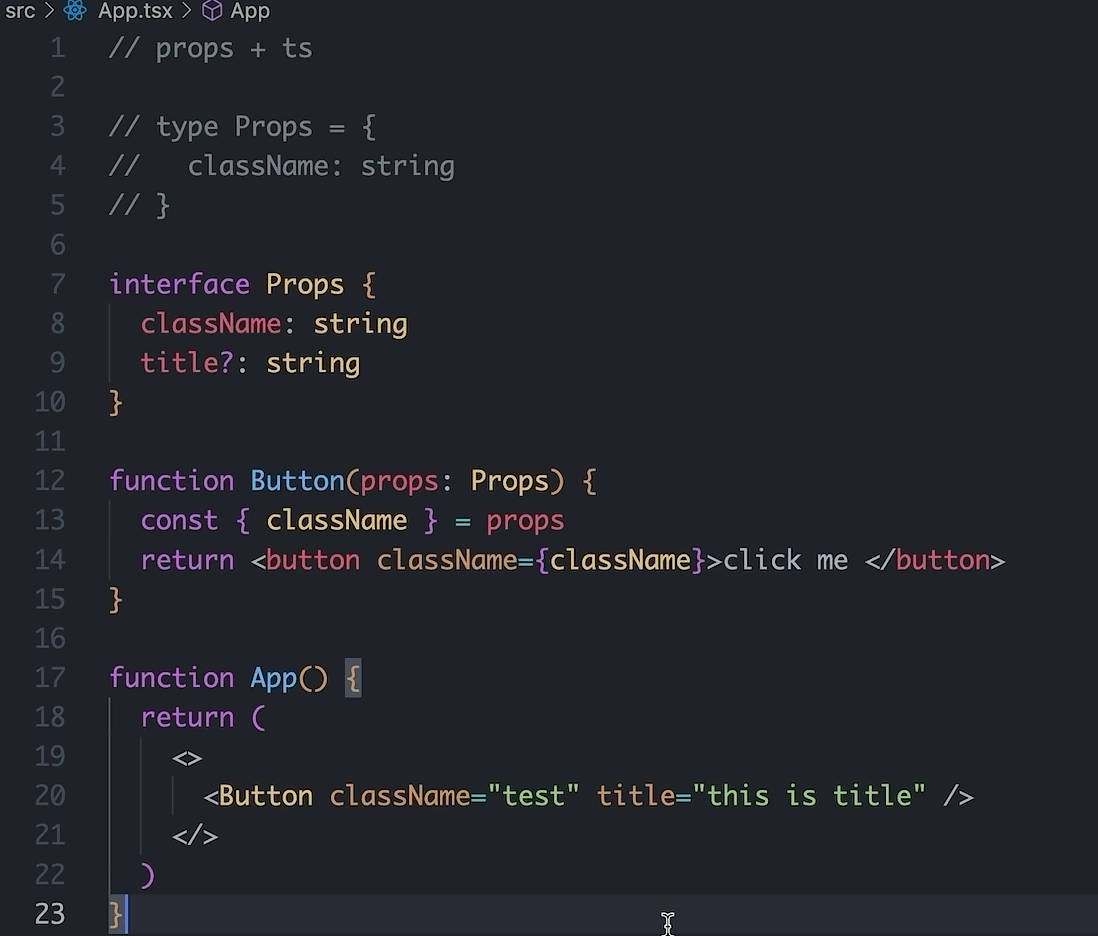 src > App.tsx > App
1 // props + ts
2
3 // type Props = {
4 //   className: string
5 // }
6
7 interface Props {
8   className: string
9   title?: string
10 }
11
12 function Button(props: Props) {
13   const { className } = props
14   return <button className={className}>click me </button>
15 }
16
17 function App() {
18   return (
19     <>
20       <Button className="test" title="this is title" />
21     </>
22   )
23 }